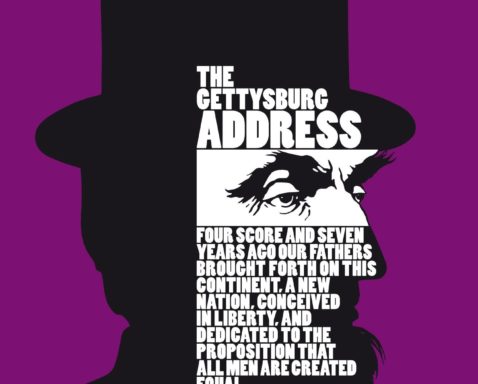 THE
GETTYSBURG
ADDRESS
FOUR SCORE AND SEVEN
YEARS AGO OUR FATHERS
BROUGHT FORTH ON THIS
CONTINENT, A NEW
NATION, CONCEIVED
IN LIBERTY, AND
DEDICATED TO THE
PROPOSITION THAT
ALL MEN ARE CREATED
EQUAL